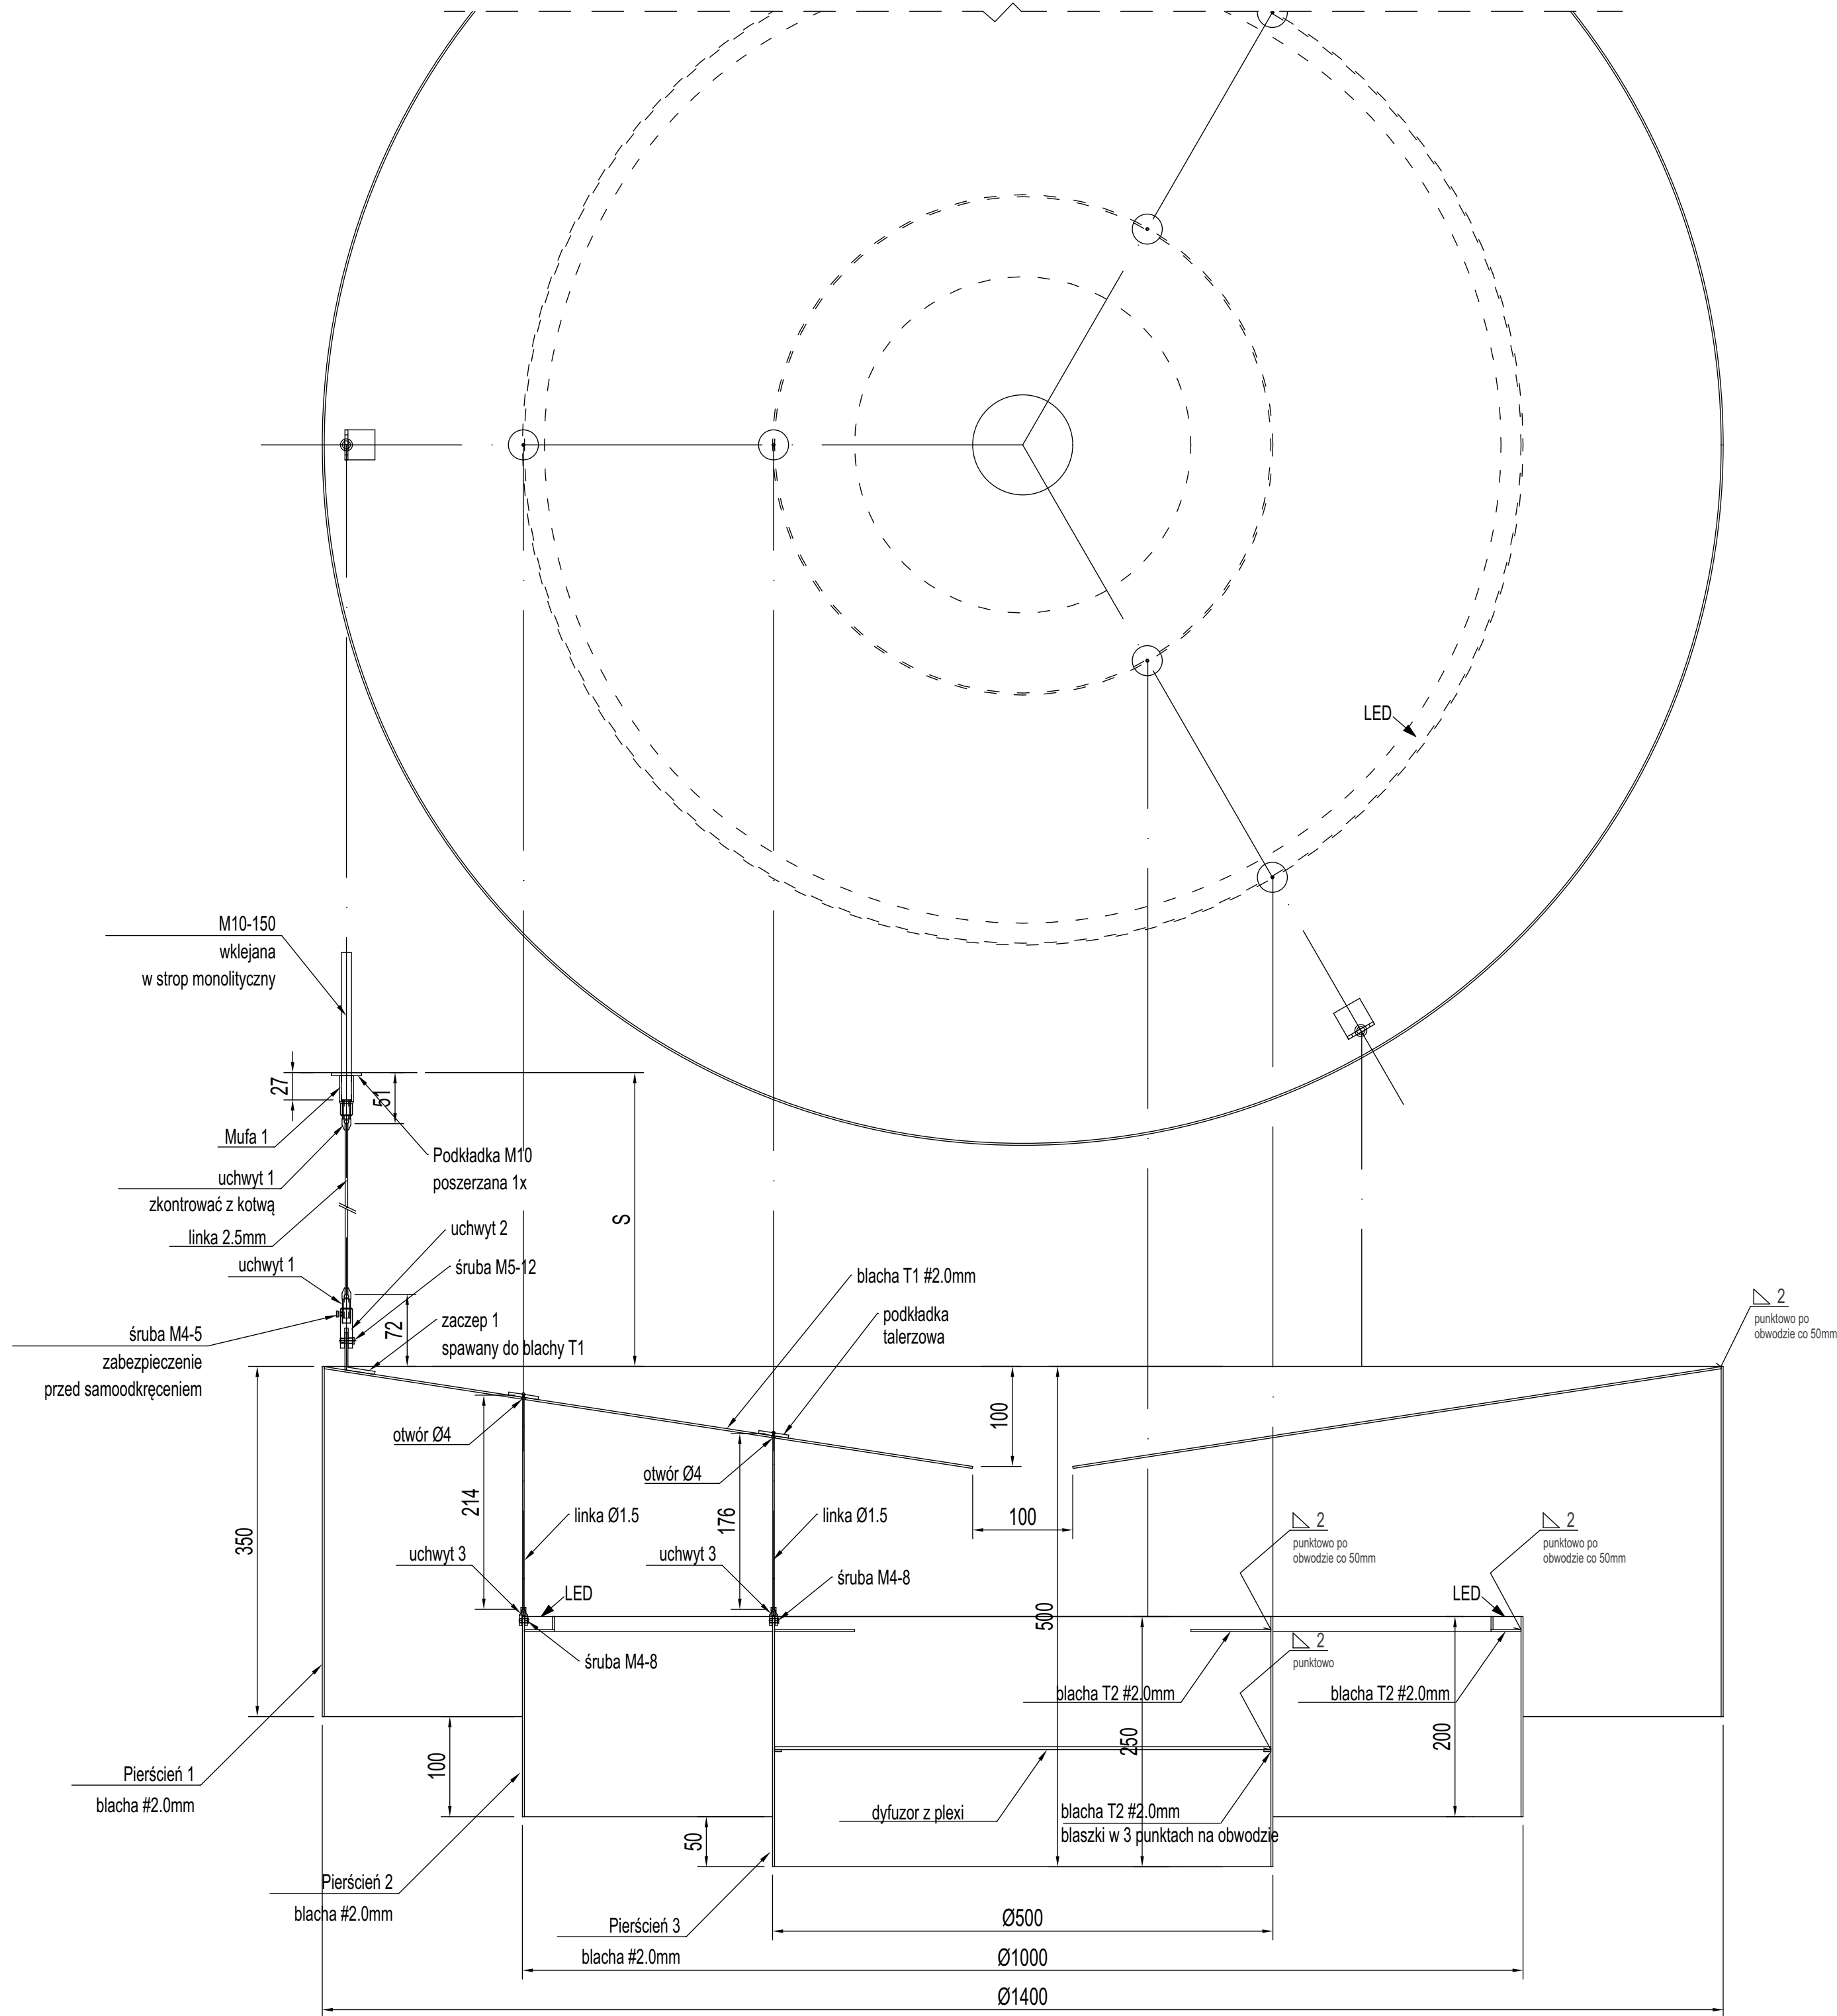 LED
M10-150
wklejana
w strop monolityczny
27
51
Mufa 1
Podkładka M10
poszerzana 1x
uchwyt 1
zkontrować z kotwą
linka 2.5mm
S
uchwyt 2
uchwyt 1
śruba M5-12
blacha T1 #2.0mm
72
zaczep 1
spawany do blachy T1
podkładka
talerzowa
2
punktowo po
obwodzie co 50mm
śruba M4-5
zabezpieczenie
przed samoodkręceniem
100
otwór Ø4
otwór Ø4
214
176
350
linka Ø1.5
linka Ø1.5
100
2
punktowo po
obwodzie co 50mm
2
punktowo po
obwodzie co 50mm
uchwyt 3
uchwyt 3
śruba M4-8
LED
LED
500
śruba M4-8
2
punktowo
blacha T2 #2.0mm
blacha T2 #2.0mm
250
200
100
Pierścień 1
blacha #2.0mm
dyfuzor z plexi
blacha T2 #2.0mm
blaszki w 3 punktach na obwodzie
50
Pierścień 2
blacha #2.0mm
Pierścień 3
blacha #2.0mm
Ø500
Ø1000
Ø1400